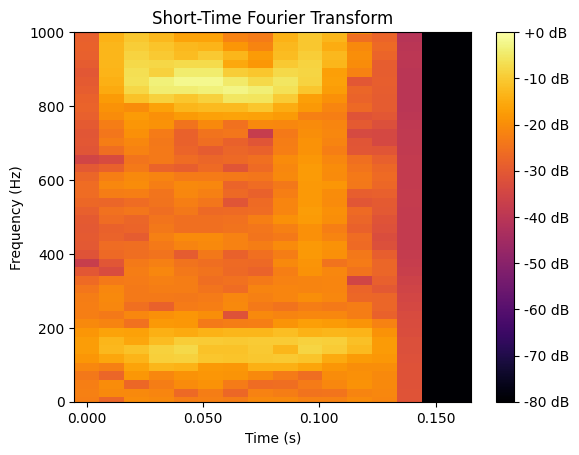 Short-Time Fourier Transform
1000
800
600
400
200
0
Frequency (Hz)
0.000
0.050
0.100
0.150
Time (s)
+0 dB
-10 dB
-20 dB
-30 dB
-40 dB
-50 dB
-60 dB
-70 dB
-80 dB